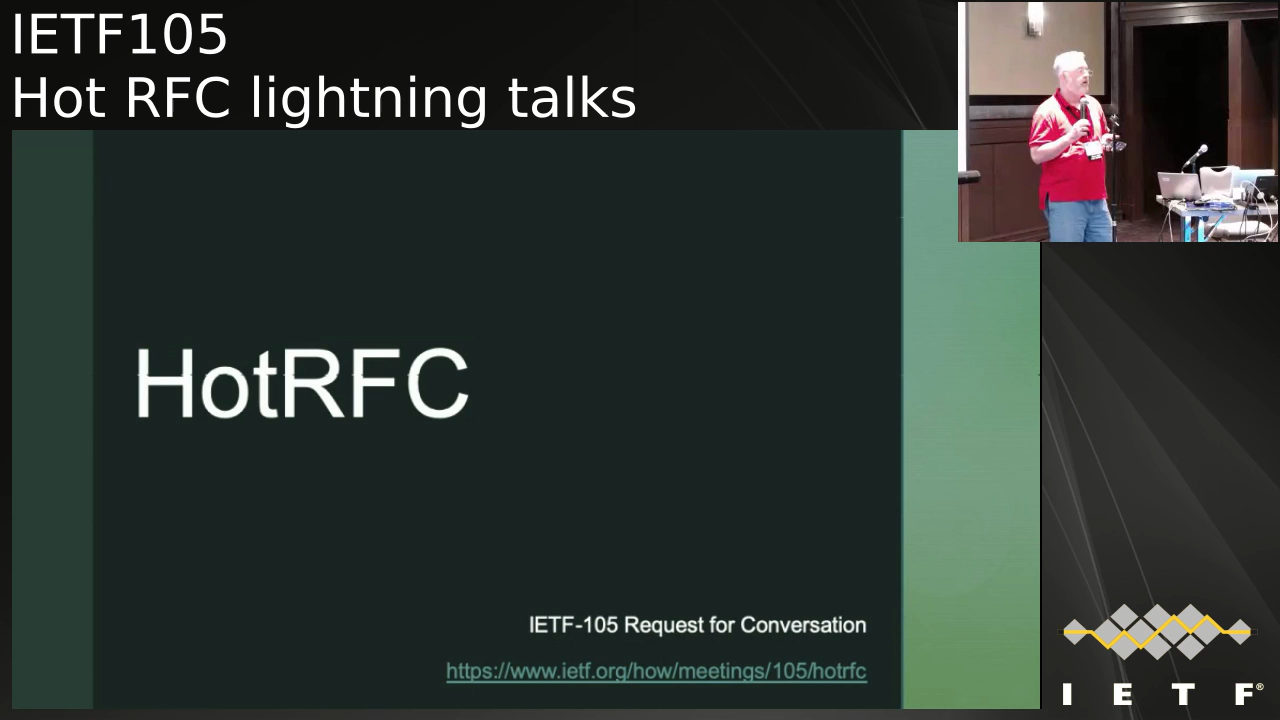 IETF105
Hot RFC lightning talks
HotRFC
IETF-105 Request for Conversation
https://www.ietf.org/how/meetings/105/hotrfc
I E T F®